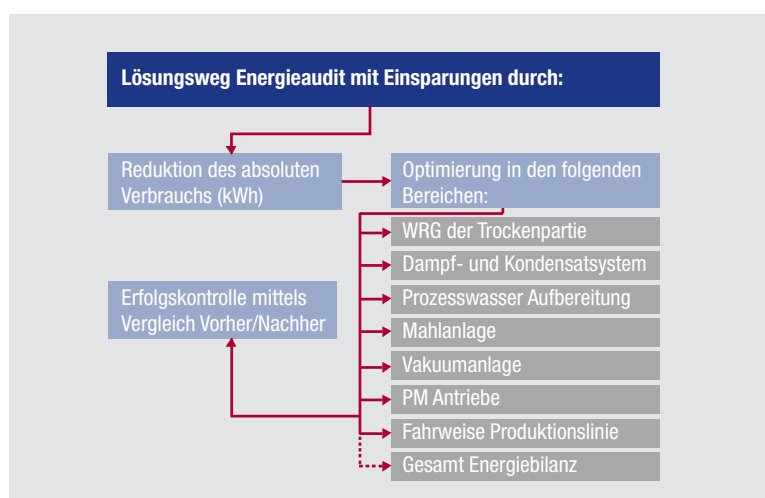 Lösungsweg Energieaudit mit Einsparungen durch:
Reduktion des absoluten
Verbrauchs (kWh)
Optimierung in den folgenden
Bereichen:
WRG der Trockenpartie
Dampf- und Kondensatsystem
Prozesswasser Aufbereitung
Mahlanlage
Vakuumanlage
PM Antriebe
Fahrweise Produktionslinie
Gesamt Energiebilanz
Erfolgskontrolle mittels
Vergleich Vorher/Nachher